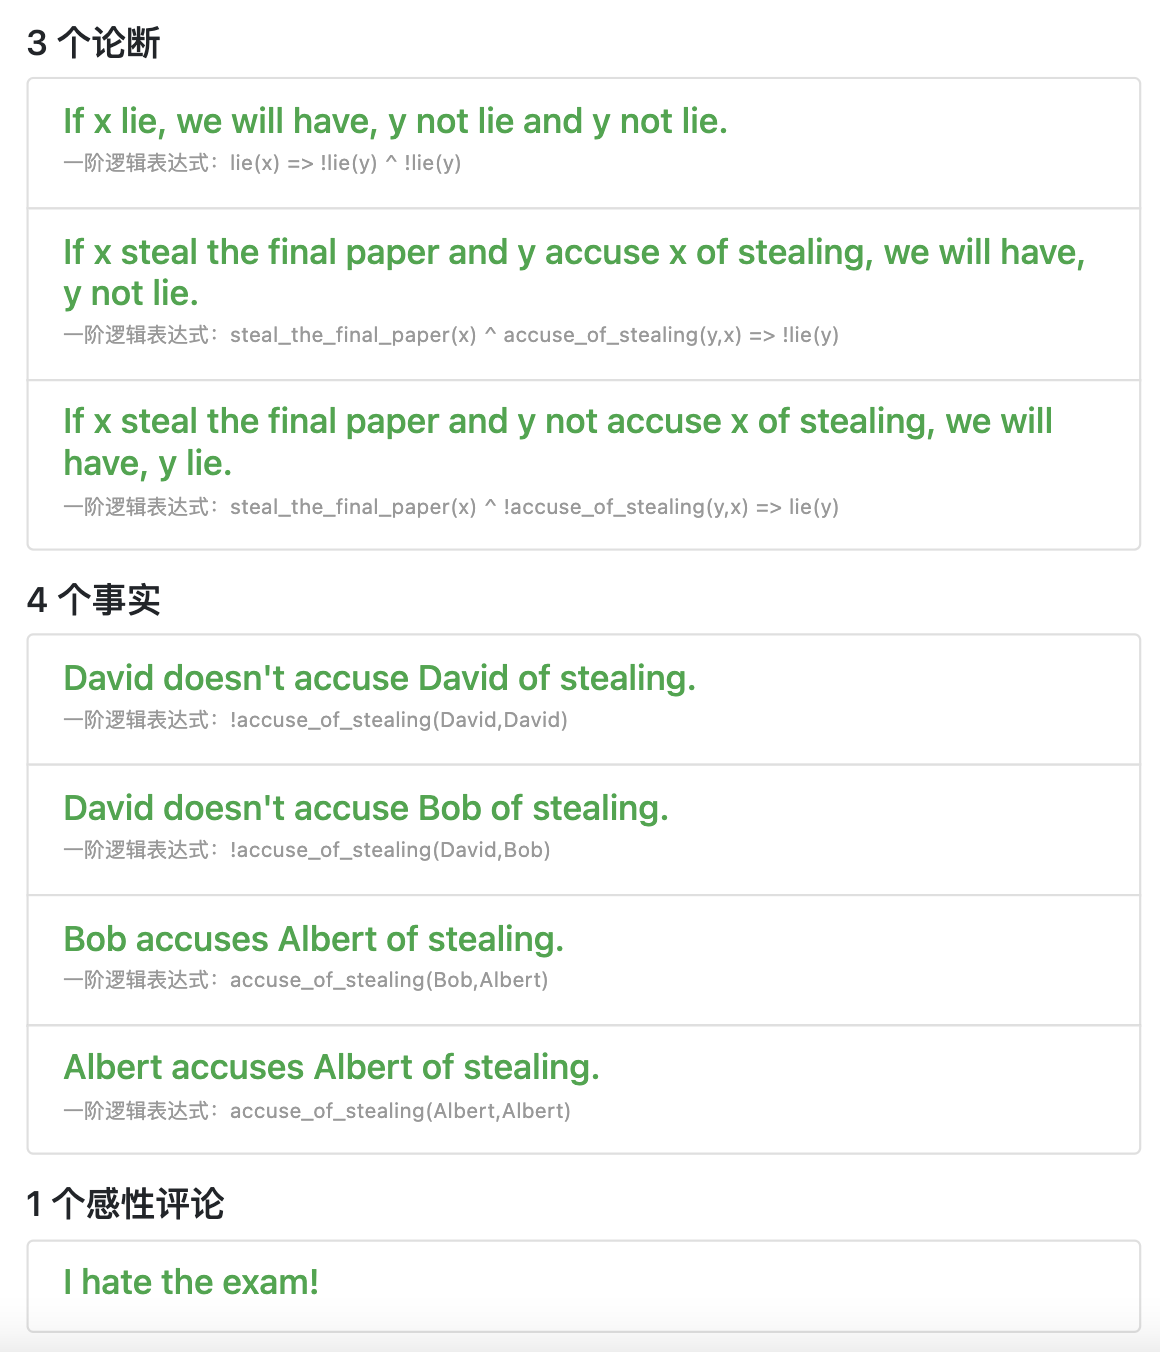 3 个论断
If x lie, we will have, y not lie and y not lie.
一阶逻辑表达式：lie(x) => !lie(y) ^ !lie(y)
If x steal the final paper and y accuse x of stealing, we will have,
y not lie.
一阶逻辑表达式：steal_the_final_paper(x) ^ accuse_of_stealing(y,x) => !lie(y)
If x steal the final paper and y not accuse x of stealing, we will
have, y lie.
一阶逻辑表达式：steal_the_final_paper(x) ^ !accuse_of_stealing(y,x) => lie(y)
4 个事实
David doesn't accuse David of stealing.
一阶逻辑表达式：!accuse_of_stealing(David,David)
David doesn't accuse Bob of stealing.
一阶逻辑表达式：!accuse_of_stealing(David,Bob)
Bob accuses Albert of stealing.
一阶逻辑表达式：accuse_of_stealing(Bob,Albert)
Albert accuses Albert of stealing.
一阶逻辑表达式：accuse_of_stealing(Albert,Albert)
1 个感性评论
I hate the exam!